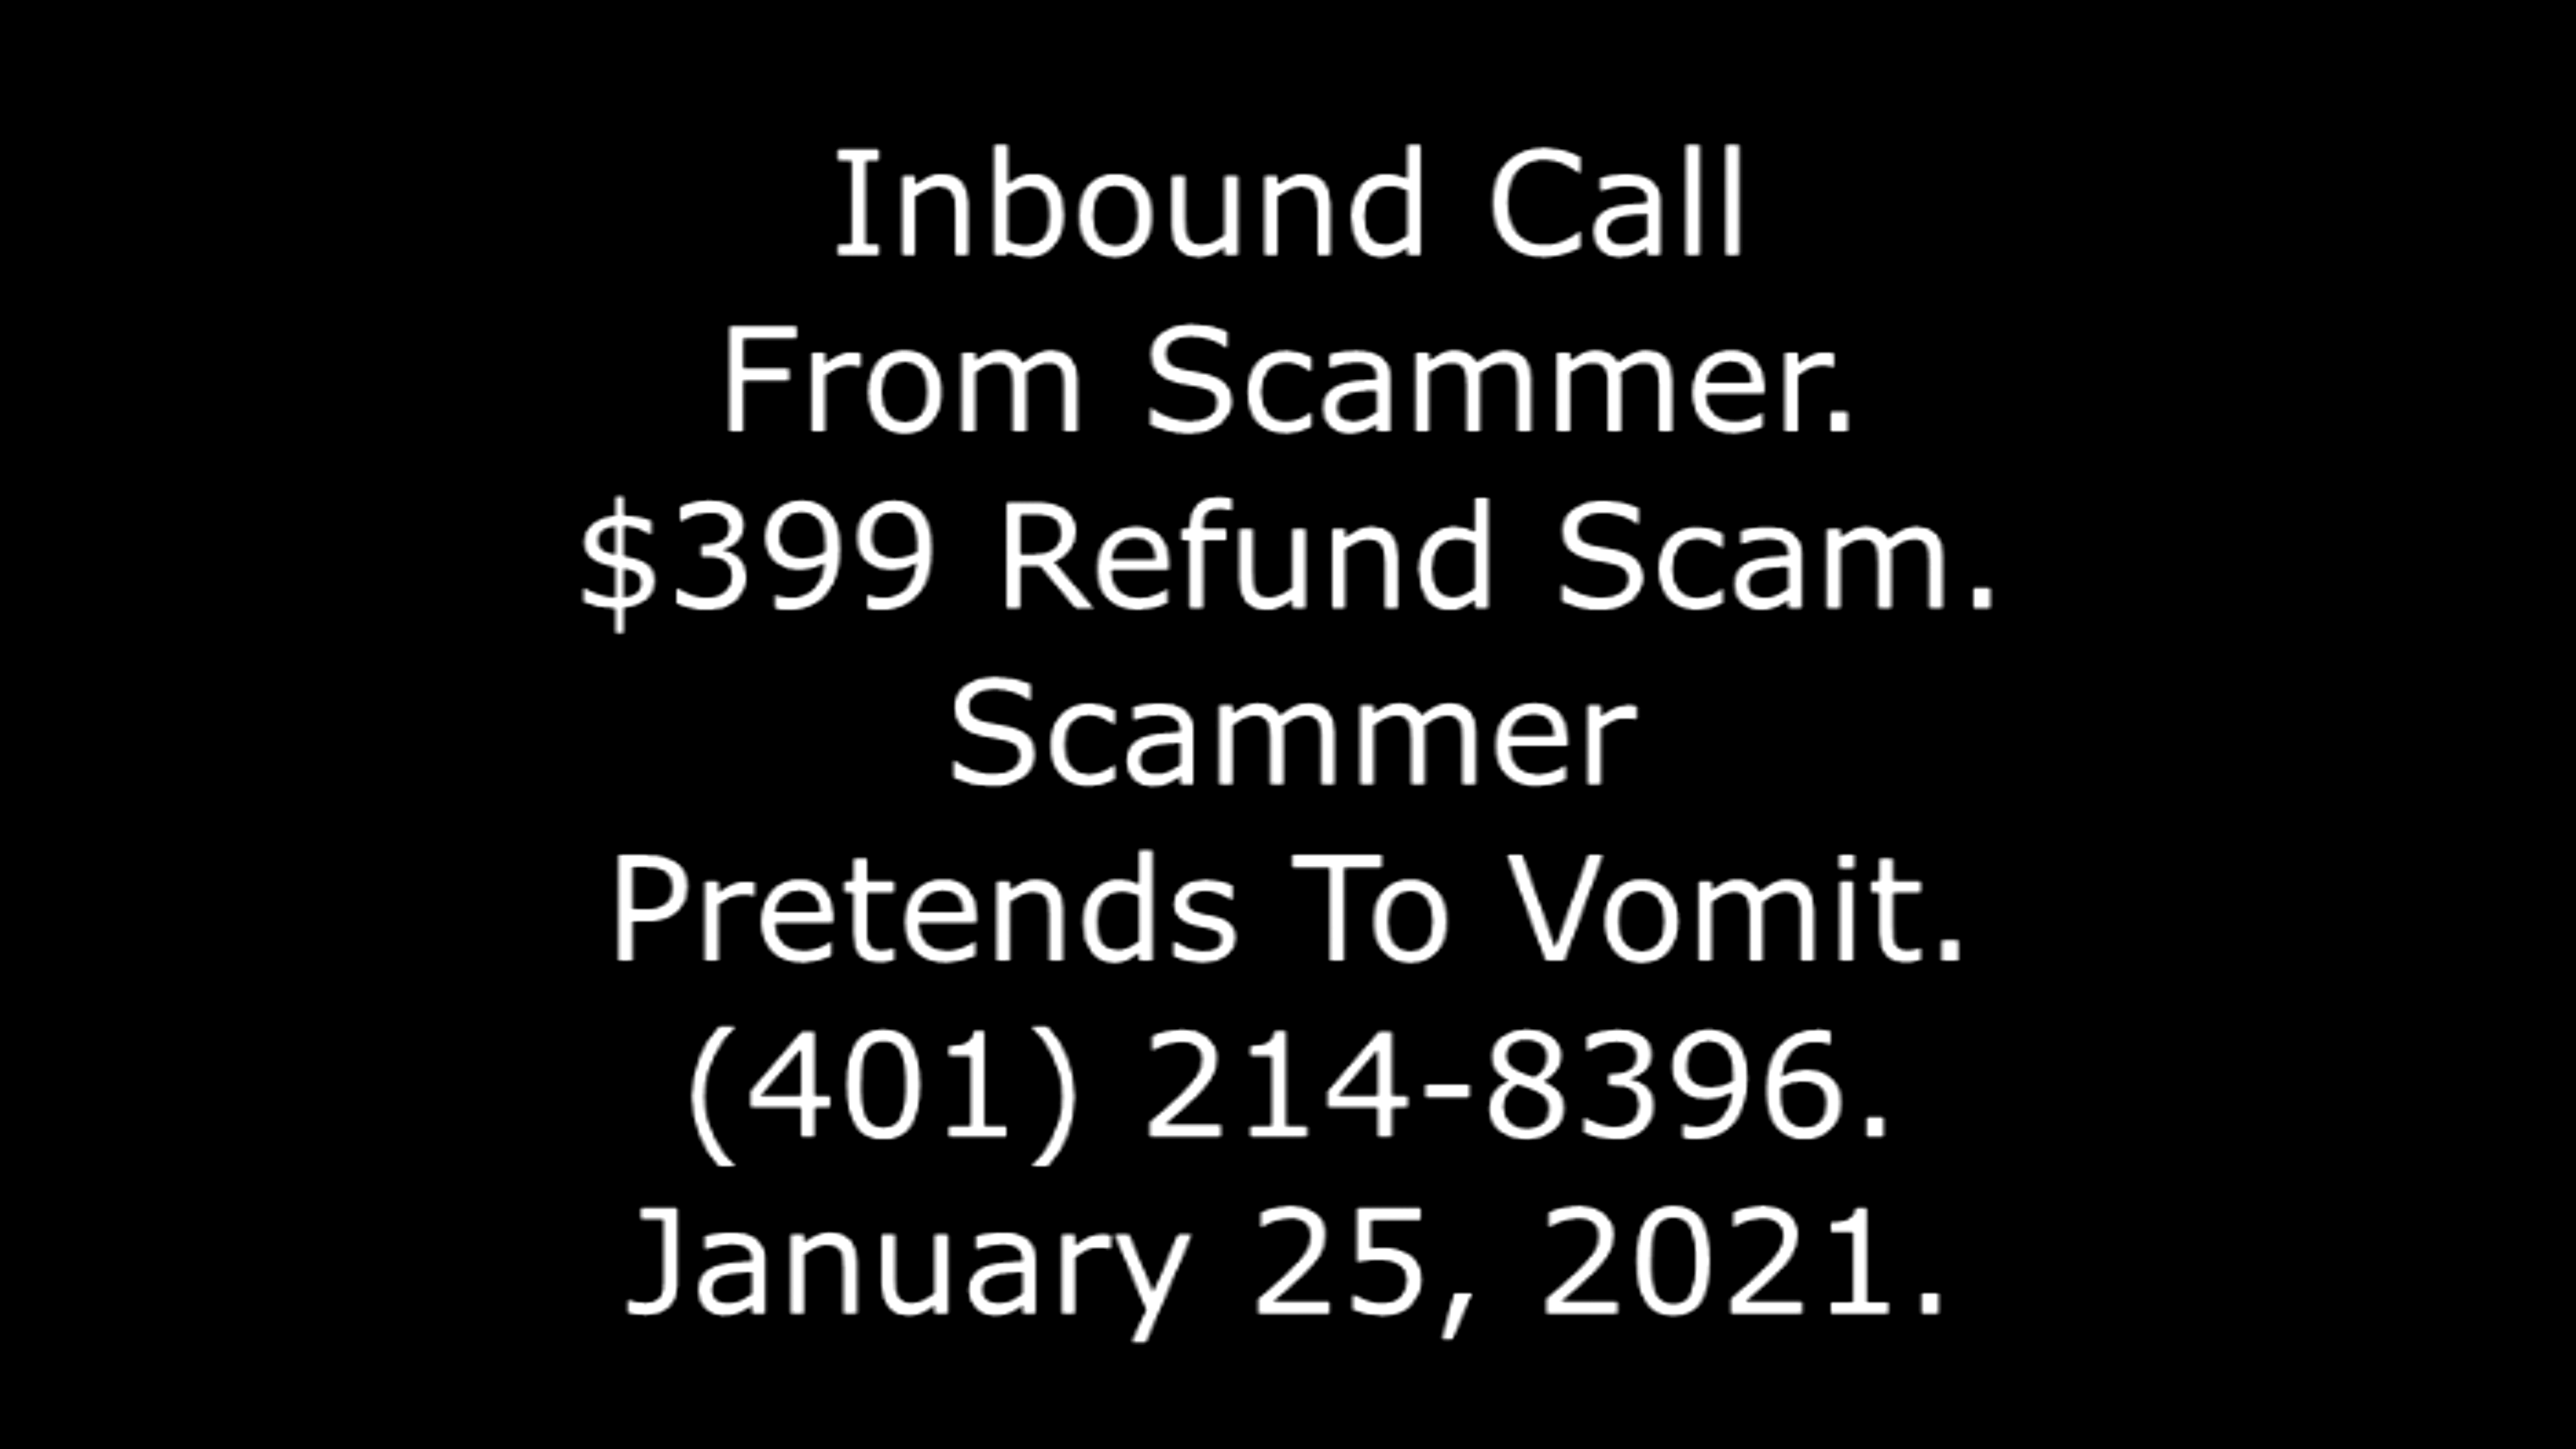 Inbound Call
From Scammer.
$399 Refund Scam.
Scammer
Pretends To Vomit.
(401) 214-8396.
January 25, 2021.